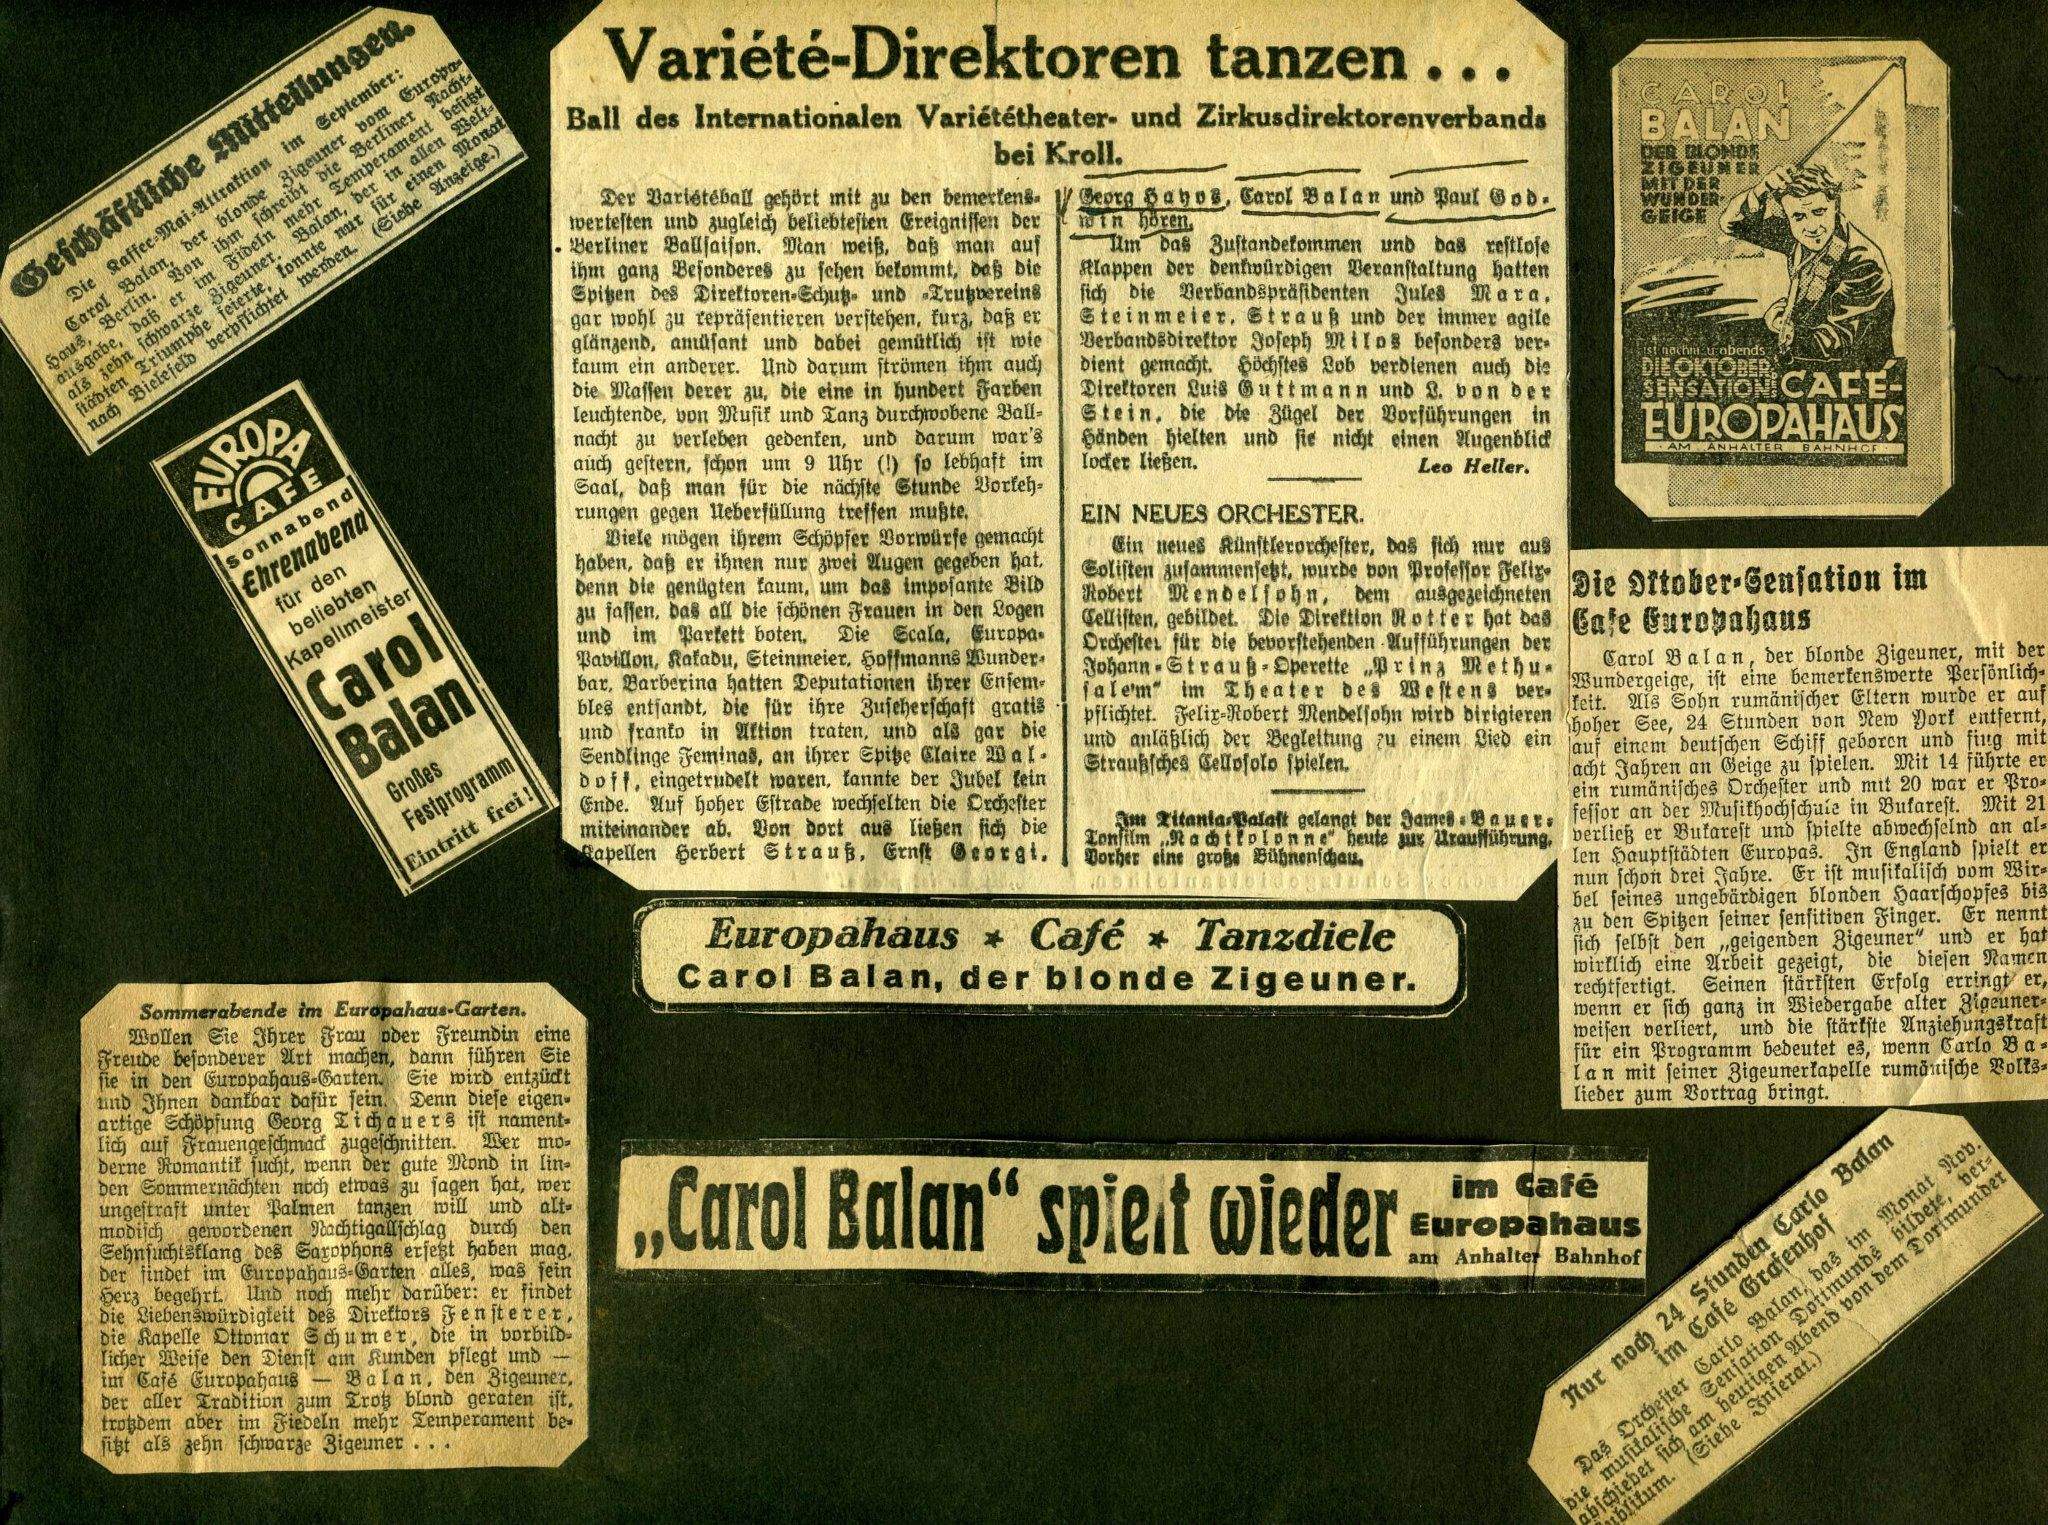 Geschäftliche Mitteilungen.
Die Kaffee-Mai-Attraktion im September:
Carol Balan, der blonde Zigeuner vom Europa-
Haus, Berlin. Von ihm schreibt die Berliner Nacht-
ausgabe, daß er im Fideln mehr Temperament besitzt
als zehn schwarze Zigeuner. Balan, der in allen Welt-
städten Triumphe feierte, konnte nur für einen Monat
nach Bielefeld verpflichtet werden. (Siehe Anzeige.)
EUROPA
CAFE
Sonnabend
Ehrenabend
für den
beliebten
Kapellmeister
Carol
Balan
Großes
Festprogramm
Eintritt frei!
Variété-Direktoren tanzen . . .
Ball des Internationalen Variététheater- und Zirkusdirektorenverbands
bei Kroll.
Der Variétéball gehört mit zu den bemerkens-
wertesten und zugleich beliebtesten Ereignissen der
Berliner Ballsaison. Man weiß, daß man auf
ihm ganz Besonderes zu sehen bekommt, daß die
Spitzen des Direktoren-Schutz- und -Trutzvereins
gar wohl zu repräsentieren verstehen, kurz, daß er
glänzend, amüsant und dabei gemütlich ist wie
kaum ein anderer. Und darum strömen ihm auch
die Massen derer zu, die eine in hundert Farben
leuchtende, von Musik und Tanz durchwobene Ball-
nacht zu verleben gedenken, und darum war's
auch gestern, schon um 9 Uhr (!) so lebhaft im
Saal, daß man für die nächste Stunde Vorkeh-
rungen gegen Ueberfüllung treffen mußte.
Viele mögen ihrem Schöpfer Vorwürfe gemacht
haben, daß er ihnen nur zwei Augen gegeben hat,
denn die genügten kaum, um das imposante Bild
zu fassen, das all die schönen Frauen in den Logen
und im Parkett boten. Die Scala, Europa-
Pavillon, Kakadu, Steinmeier, Hoffmanns Wunder-
bar, Barberina hatten Deputationen ihrer Ensem-
bles entsandt, die für ihre Zuseherschaft gratis
und franko in Aktion traten, und als gar die
Sendlinge Feminas, an ihrer Spitze Claire Wal-
doff, eingetrudelt waren, kannte der Jubel kein
Ende. Auf hoher Estrade wechselten die Orchester
miteinander ab. Von dort aus ließen sich die
Kapellen Herbert Strauß, Ernst Georgi,
Georg Hayos, Carol Balan und Paul God-
win hören.
Um das Zustandekommen und das restlose
Klappen der denkwürdigen Veranstaltung hatten
sich die Verbandspräsidenten Jules Mara,
Steinmeier, Strauß und der immer agile
Verbandsdirektor Joseph Milos besonders ver-
dient gemacht. Höchstes Lob verdienen auch die
Direktoren Luis Guttmann und L. von der
Stein, die die Zügel der Vorführungen in
Händen hielten und sie nicht einen Augenblick
locker ließen.
Leo Heller.
EIN NEUES ORCHESTER.
Ein neues Künstlerorchester, das sich nur aus
Solisten zusammensetzt, wurde von Professor Felix-
Robert Mendelsohn, dem ausgezeichneten
Cellisten, gebildet. Die Direktion Rotter hat das
Orchester für die bevorstehenden Aufführungen der
Johann-Strauß-Operette „Prinz Methu-
salem" im Theater des Westens ver-
pflichtet. Felix-Robert Mendelsohn wird dirigieren
und anläßlich der Begleitung zu einem Lied ein
Straußsches Cellosolo spielen.
Im Titania-Palast gelangt der James-Bauer-
Tonfilm „Nachtkolonne" heute zur Uraufführung.
Vorher eine große Bühnenschau.
CAROL
BALAN
DER BLONDE
ZIGEUNER
MIT DER
WUNDER-
GEIGE
ist nachm. u. abends
DIE OKTOBER-
SENSATION IM
CAFÉ-
EUROPAHAUS
AM ANHALTER BAHNHOF
Die Oktober-Sensation im
Cafe Europahaus
Carol Balan, der blonde Zigeuner, mit der
Wundergeige, ist eine bemerkenswerte Persönlich-
keit. Als Sohn rumänischer Eltern wurde er auf
hoher See, 24 Stunden von New York entfernt,
auf einem deutschen Schiff geboren und fing mit
acht Jahren an Geige zu spielen. Mit 14 führte er
ein rumänisches Orchester und mit 20 war er Pro-
fessor an der Musikhochschule in Bukarest. Mit 21
verließ er Bukarest und spielte abwechselnd an al-
len Hauptstädten Europas. In England spielt er
nun schon drei Jahre. Er ist musikalisch vom Wir-
bel seines ungebärdigen blonden Haarschopfes bis
zu den Spitzen seiner sensitiven Finger. Er nennt
sich selbst den „geigenden Zigeuner" und er hat
wirklich eine Arbeit gezeigt, die diesen Namen
rechtfertigt. Seinen stärksten Erfolg erringt er,
wenn er sich ganz in Wiedergabe alter Zigeuner-
weisen verliert, und die stärkste Anziehungskraft
für ein Programm bedeutet es, wenn Carlo Ba-
lan mit seiner Zigeunerkapelle rumänische Volks-
lieder zum Vortrag bringt.
Europahaus ★ Café ★ Tanzdiele
Carol Balan, der blonde Zigeuner.
Sommerabende im Europahaus-Garten.
Wollen Sie Ihrer Frau oder Freundin eine
Freude besonderer Art machen, dann führen Sie
sie in den Europahaus-Garten. Sie wird entzückt
und Ihnen dankbar dafür sein. Denn diese eigen-
artige Schöpfung Georg Tichauers ist nament-
lich auf Frauengeschmack zugeschnitten. Wer mo-
derne Romantik sucht, wenn der gute Mond in lin-
den Sommernächten noch etwas zu sagen hat, wer
ungestraft unter Palmen tanzen will und alt-
modisch gewordenen Nachtigallschlag durch den
Sehnsuchtsklang des Saxophons ersetzt haben mag,
der findet im Europahaus-Garten alles, was sein
Herz begehrt. Und noch mehr darüber: er findet
die Liebenswürdigkeit des Direktors Fensterer,
die Kapelle Ottomar Schumer, die in vorbild-
licher Weise den Dienst am Kunden pflegt und —
im Café Europahaus — Balan, den Zigeuner,
der aller Tradition zum Trotz blond geraten ist,
trotzdem aber im Fiedeln mehr Temperament be-
sitzt als zehn schwarze Zigeuner . . .
„Carol Balan" spielt wieder
im Café
Europahaus
am Anhalter Bahnhof
Nur noch 24 Stunden Carlo Balan
im Café Grafenhof
Das Orchester Carlo Balan, das im Monat Nov.
die musikalische Sensation Dortmunds bildete, ver-
abschiedet sich am heutigen Abend von dem Dortmunder
Publikum. (Siehe Inserat.)